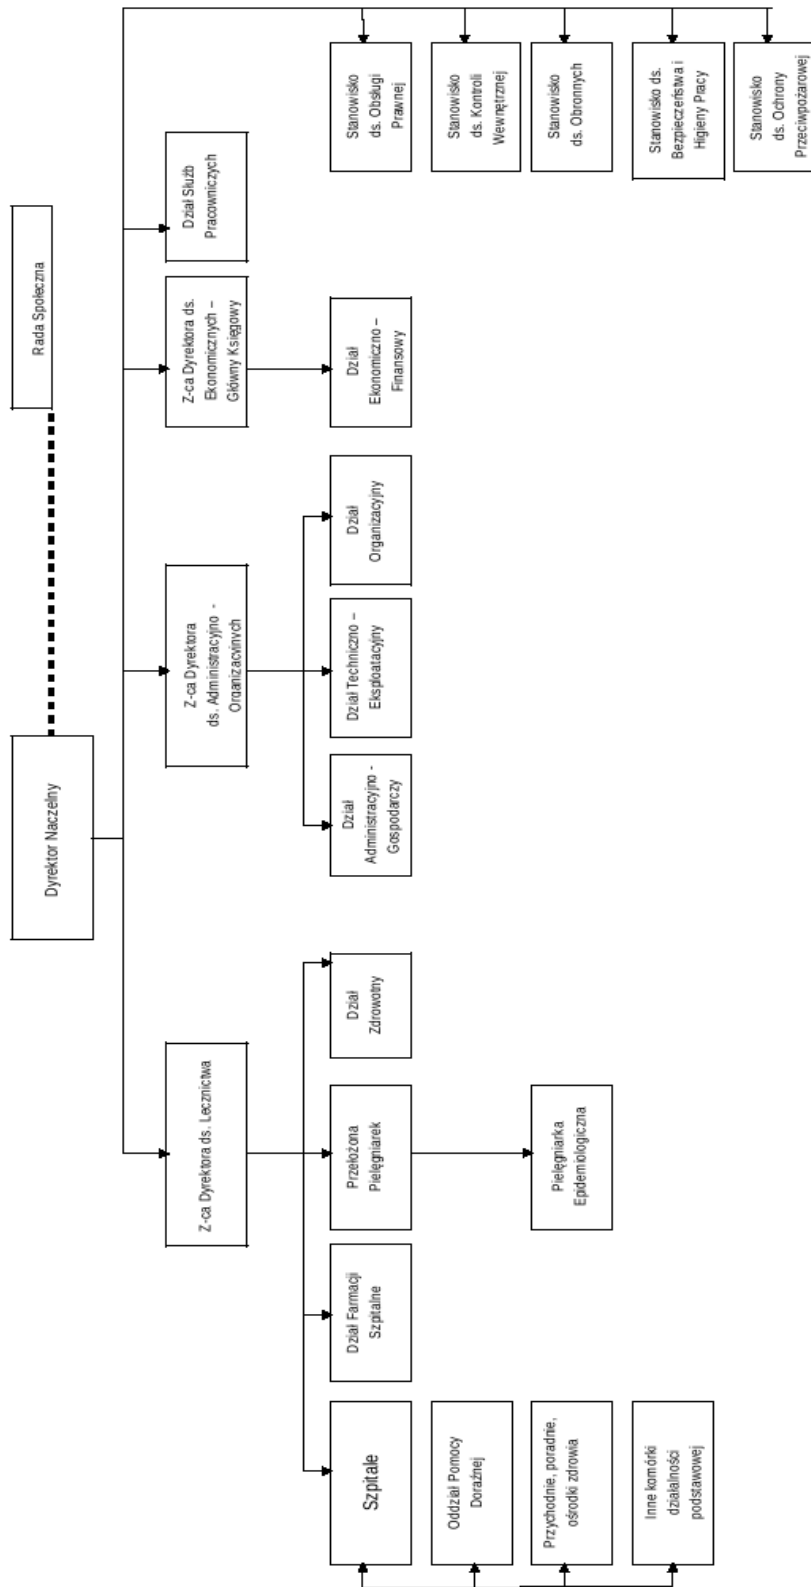 Rada Społeczna
Dyrektor Naczelny
Z-ca Dyrektora ds. Lecznictwa
Z-ca Dyrektora
ds. Administracyjno -
Organizacyjnych
Z-ca Dyrektora ds.
Ekonomicznych –
Główny Księgowy
Dział Służb
Pracowniczych
Szpitale
Dział Farmacji
Szpitalne
Przełożona
Pielęgniarek
Dział
Zdrowotny
Dział
Administracyjno -
Gospodarczy
Dział Techniczno –
Eksploatacyjny
Dział
Organizacyjny
Dział
Ekonomiczno –
Finansowy
Stanowisko
ds. Obsługi
Prawnej
Oddział Pomocy
Doraźnej
Stanowisko
ds. Kontroli
Wewnętrznej
Przychodnie, poradnie,
ośrodki zdrowia
Pielęgniarka
Epidemiologiczna
Stanowisko
ds. Obronnych
Inne komórki
działalności
podstawowej
Stanowisko ds.
Bezpieczeństwa i
Higieny Pracy
Stanowisko
ds. Ochrony
Przeciwpożarowej